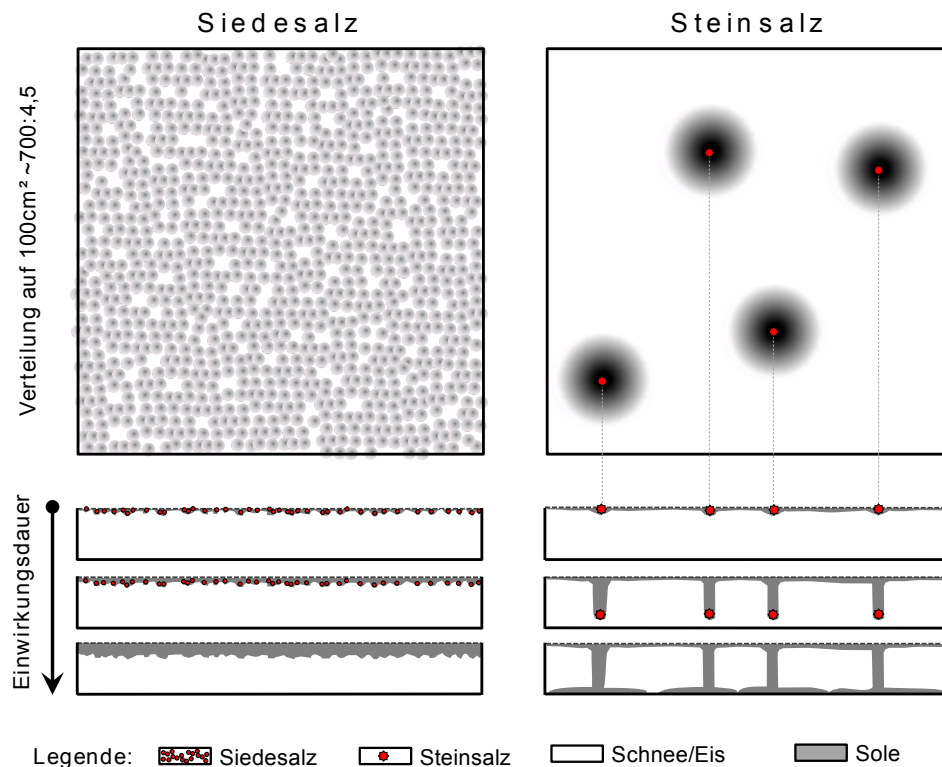 Siedesalz
Steinsalz
Verteilung auf 100cm² ~700:4,5
Einwirkungsdauer
Legende: Siedesalz Steinsalz Schnee/Eis Sole